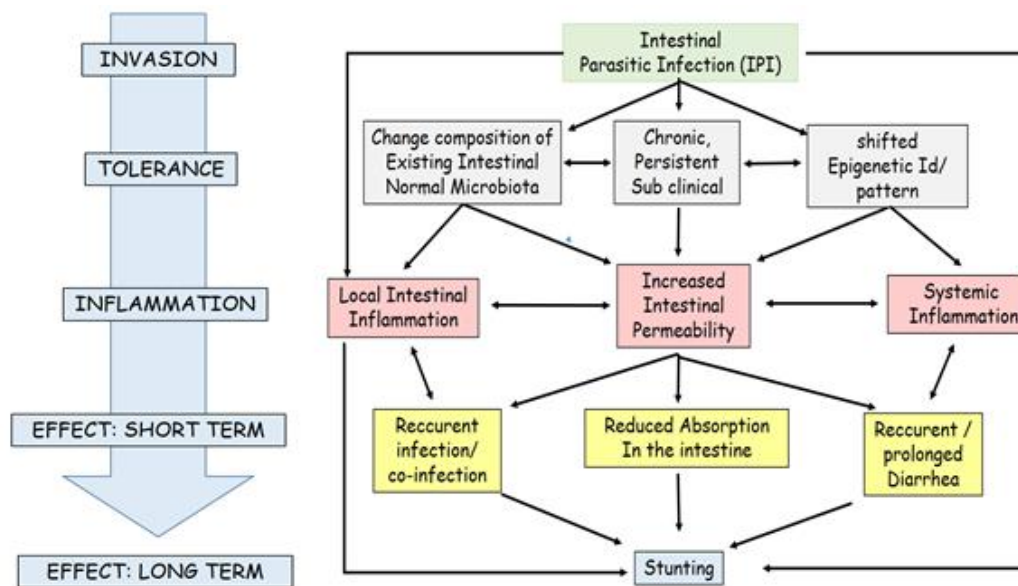 INVASION
TOLERANCE
INFLAMMATION
EFFECT: SHORT TERM
EFFECT: LONG TERM
Intestinal
Parasitic Infection (IPI)
Change composition of
Existing Intestinal
Normal Microbiota
Chronic,
Persistent
Sub clinical
shifted
Epigenetic Id/
pattern
Local Intestinal
Inflammation
Increased
Intestinal
Permeability
Systemic
Inflammation
Reccurent
infection/
co-infection
Reduced Absorption
In the intestine
Reccurent /
prolonged
Diarrhea
Stunting